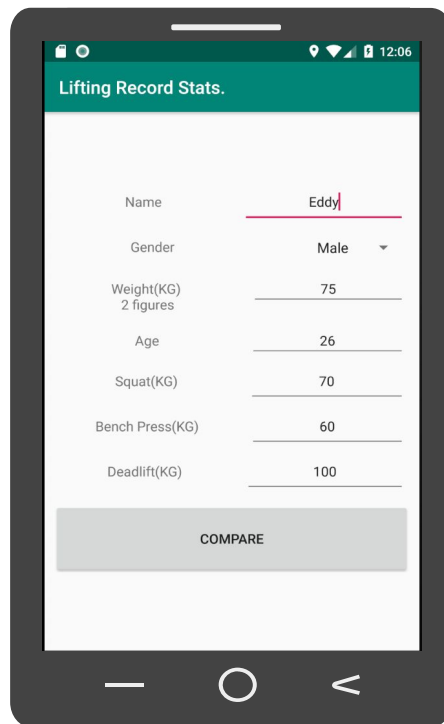 12:06
Lifting Record Stats.
Name Eddy
Gender Male
Weight(KG) 75
2 figures
Age 26
Squat(KG) 70
Bench Press(KG) 60
Deadlift(KG) 100
COMPARE